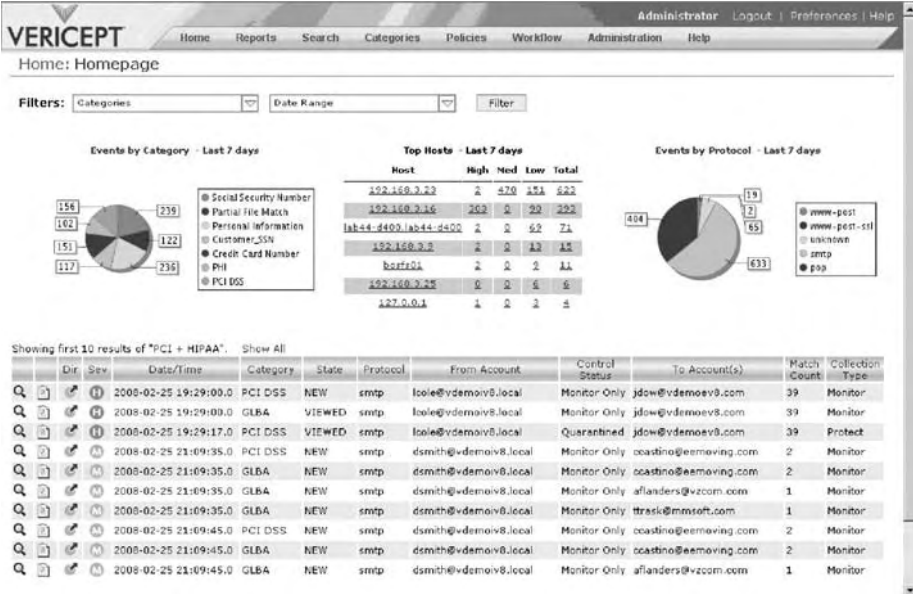 Administrator Logout | Preferences | Help
VERICEPT
Home Reports Search Categories Policies Workflow Administration Help
Home: Homepage
Filters: Categories Date Range Filter
Events by Category - Last 7 days
156
102
151
117
239
122
236
Social Security Number
Partial File Match
Personal Information
Customer_SSN
Credit Card Number
PHI
PCI DSS
Top Hosts - Last 7 days
Host High Med Low Total
192.168.3.23 2 470 151 623
192.168.3.16 303 0 90 393
lab44-d400.lab44-d400 2 0 69 71
192.168.3.9 2 0 13 15
bosfr01 2 0 9 11
192.168.3.25 0 0 6 6
127.0.0.1 1 0 3 4
Events by Protocol - Last 7 days
404
19
2
65
633
www-post
www-post-ssl
unknown
smtp
pop
Showing first 10 results of "PCI + HIPAA". Show All
Dir Sev Date/Time Category State Protocol From Account Control Status To Account(s) Match Count Collection Type
H 2008-02-25 19:29:00.0 PCI DSS NEW smtp lcole@vdemoiv8.local Monitor Only jdow@vdemoev8.com 39 Monitor
H 2008-02-25 19:29:00.0 GLBA VIEWED smtp lcole@vdemoiv8.local Monitor Only jdow@vdemoev8.com 39 Monitor
H 2008-02-25 19:29:17.0 PCI DSS VIEWED smtp lcole@vdemoiv8.local Quarantined jdow@vdemoev8.com 39 Protect
M 2008-02-25 21:09:35.0 PCI DSS NEW smtp dsmith@vdemoiv8.local Monitor Only ccastino@eemoving.com 2 Monitor
M 2008-02-25 21:09:35.0 GLBA NEW smtp dsmith@vdemoiv8.local Monitor Only ccastino@eemoving.com 2 Monitor
M 2008-02-25 21:09:35.0 GLBA NEW smtp dsmith@vdemoiv8.local Monitor Only aflanders@vzcom.com 1 Monitor
M 2008-02-25 21:09:35.0 GLBA NEW smtp dsmith@vdemoiv8.local Monitor Only ttrask@mmsoft.com 1 Monitor
M 2008-02-25 21:09:45.0 PCI DSS NEW smtp dsmith@vdemoiv8.local Monitor Only ccastino@eemoving.com 2 Monitor
M 2008-02-25 21:09:45.0 GLBA NEW smtp dsmith@vdemoiv8.local Monitor Only ccastino@eemoving.com 2 Monitor
M 2008-02-25 21:09:45.0 GLBA NEW smtp dsmith@vdemoiv8.local Monitor Only aflanders@vzcom.com 1 Monitor